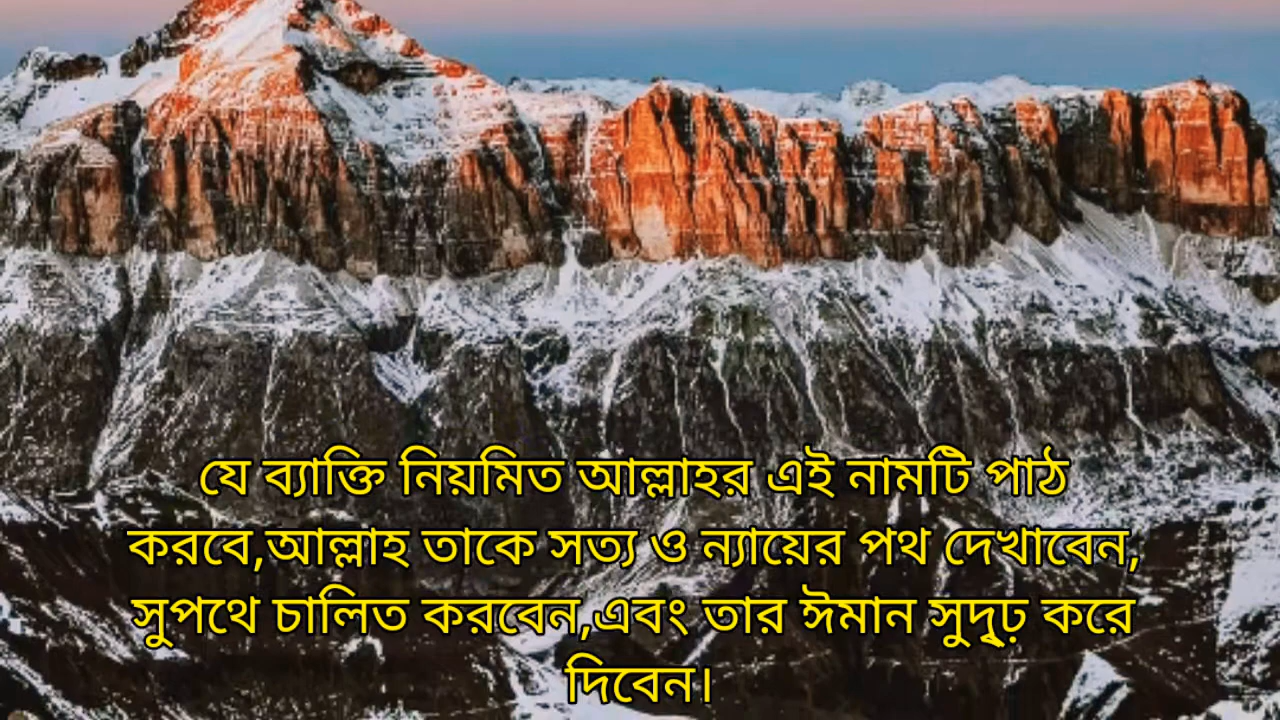 যে ব্যাক্তি নিয়মিত আল্লাহর এই নামটি পাঠ
করবে,আল্লাহ তাকে সত্য ও ন্যায়ের পথ দেখাবেন,
সুপথে চালিত করবেন,এবং তার ঈমান সুদূৃঢ় করে
দিবেন।